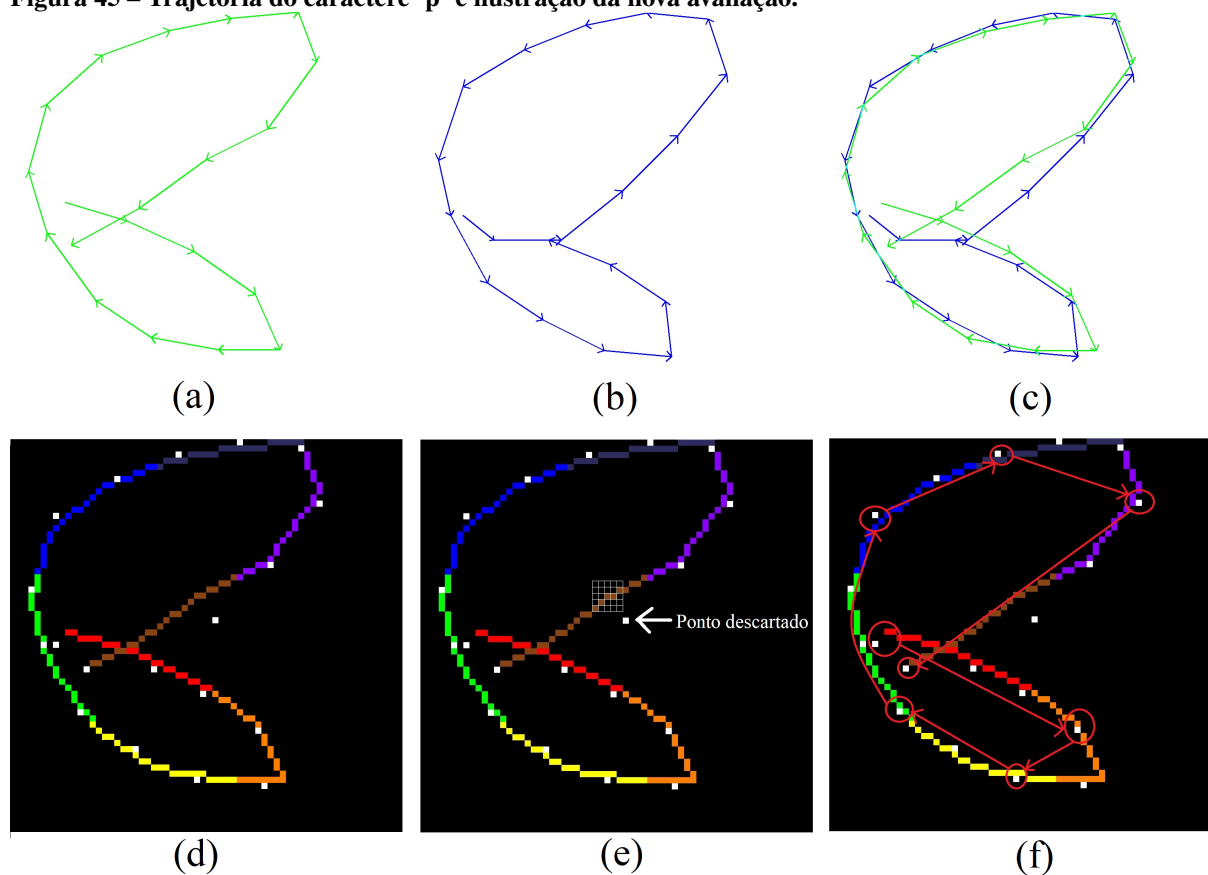 Figura 45 – Trajetória do caractere "p" e ilustração da nova avaliação.
(a)
(b)
(c)
Ponto descartado
(d)
(e)
(f)